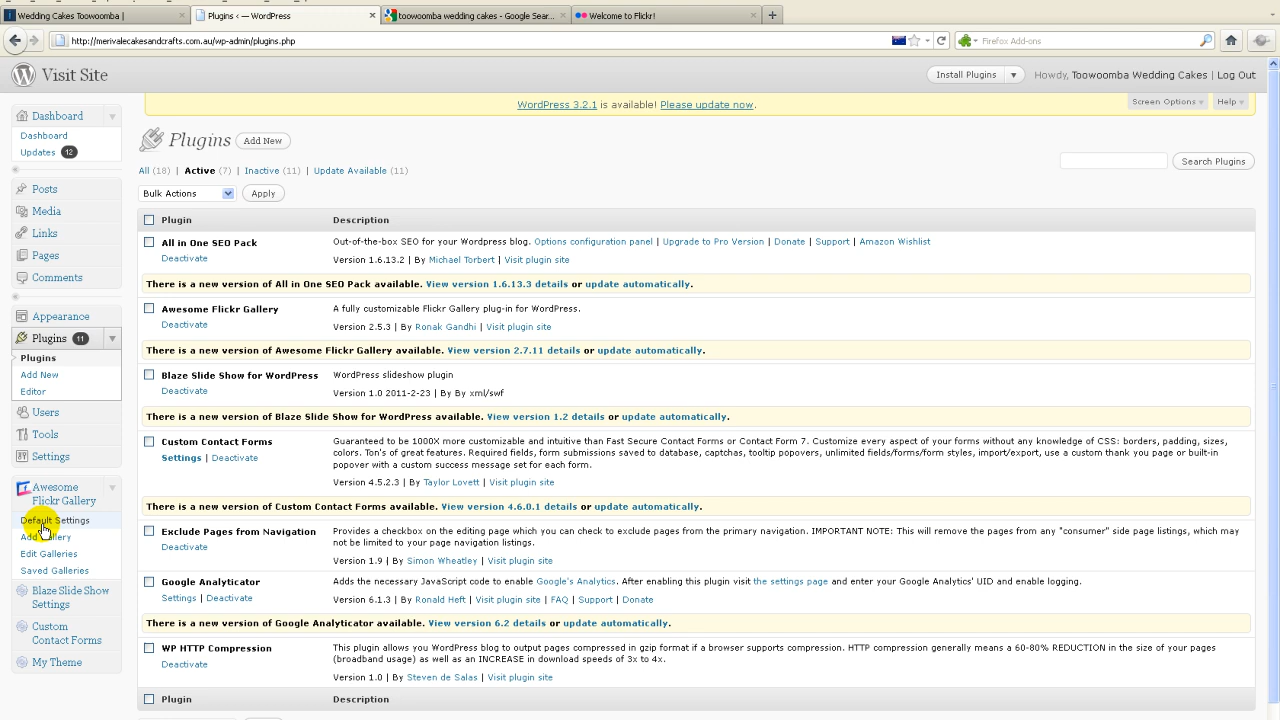 Wedding Cakes Toowoomba |
Plugins ‹ — WordPress
toowoomba wedding cakes - Google Sear...
Welcome to Flickr!
http://merivalecakesandcrafts.com.au/wp-admin/plugins.php
Firefox Add-ons
Visit Site
Install Plugins
Howdy, Toowoomba Wedding Cakes | Log Out
WordPress 3.2.1 is available! Please update now.
Screen Options
Help
Dashboard
Dashboard
Updates 12
Posts
Media
Links
Pages
Comments
Appearance
Plugins 11
Plugins
Add New
Editor
Users
Tools
Settings
Awesome
Flickr Gallery
Default Settings
Add Gallery
Edit Galleries
Saved Galleries
Blaze Slide Show
Settings
Custom
Contact Forms
My Theme
Plugins Add New
All (18) | Active (7) | Inactive (11) | Update Available (11)
Search Plugins
Bulk Actions Apply
Plugin Description
All in One SEO Pack
Deactivate
Out-of-the-box SEO for your Wordpress blog. Options configuration panel | Upgrade to Pro Version | Donate | Support | Amazon Wishlist
Version 1.6.13.2 | By Michael Torbert | Visit plugin site
There is a new version of All in One SEO Pack available. View version 1.6.13.3 details or update automatically.
Awesome Flickr Gallery
Deactivate
A fully customizable Flickr Gallery plug-in for WordPress.
Version 2.5.3 | By Ronak Gandhi | Visit plugin site
There is a new version of Awesome Flickr Gallery available. View version 2.7.11 details or update automatically.
Blaze Slide Show for WordPress
Deactivate
WordPress slideshow plugin
Version 1.0 2011-2-23 | By By xml/swf
There is a new version of Blaze Slide Show for WordPress available. View version 1.2 details or update automatically.
Custom Contact Forms
Settings | Deactivate
Guaranteed to be 1000X more customizable and intuitive than Fast Secure Contact Forms or Contact Form 7. Customize every aspect of your forms without any knowledge of CSS: borders, padding, sizes,
colors. Ton's of great features. Required fields, form submissions saved to database, captchas, tooltip popovers, unlimited fields/forms/form styles, import/export, use a custom thank you page or built-in
popover with a custom success message set for each form.
Version 4.5.2.3 | By Taylor Lovett | Visit plugin site
There is a new version of Custom Contact Forms available. View version 4.6.0.1 details or update automatically.
Exclude Pages from Navigation
Deactivate
Provides a checkbox on the editing page which you can check to exclude pages from the primary navigation. IMPORTANT NOTE: This will remove the pages from any "consumer" side page listings, which may
not be limited to your page navigation listings.
Version 1.9 | By Simon Wheatley | Visit plugin site
Google Analyticator
Settings | Deactivate
Adds the necessary JavaScript code to enable Google's Analytics. After enabling this plugin visit the settings page and enter your Google Analytics' UID and enable logging.
Version 6.1.3 | By Ronald Heft | Visit plugin site | FAQ | Support | Donate
There is a new version of Google Analyticator available. View version 6.2 details or update automatically.
WP HTTP Compression
Deactivate
This plugin allows you WordPress blog to output pages compressed in gzip format if a browser supports compression. HTTP compression generally means a 60-80% REDUCTION in the size of your pages
(broadband usage) as well as an INCREASE in download speeds of 3x to 4x.
Version 1.0 | By Steven de Salas | Visit plugin site
Plugin Description